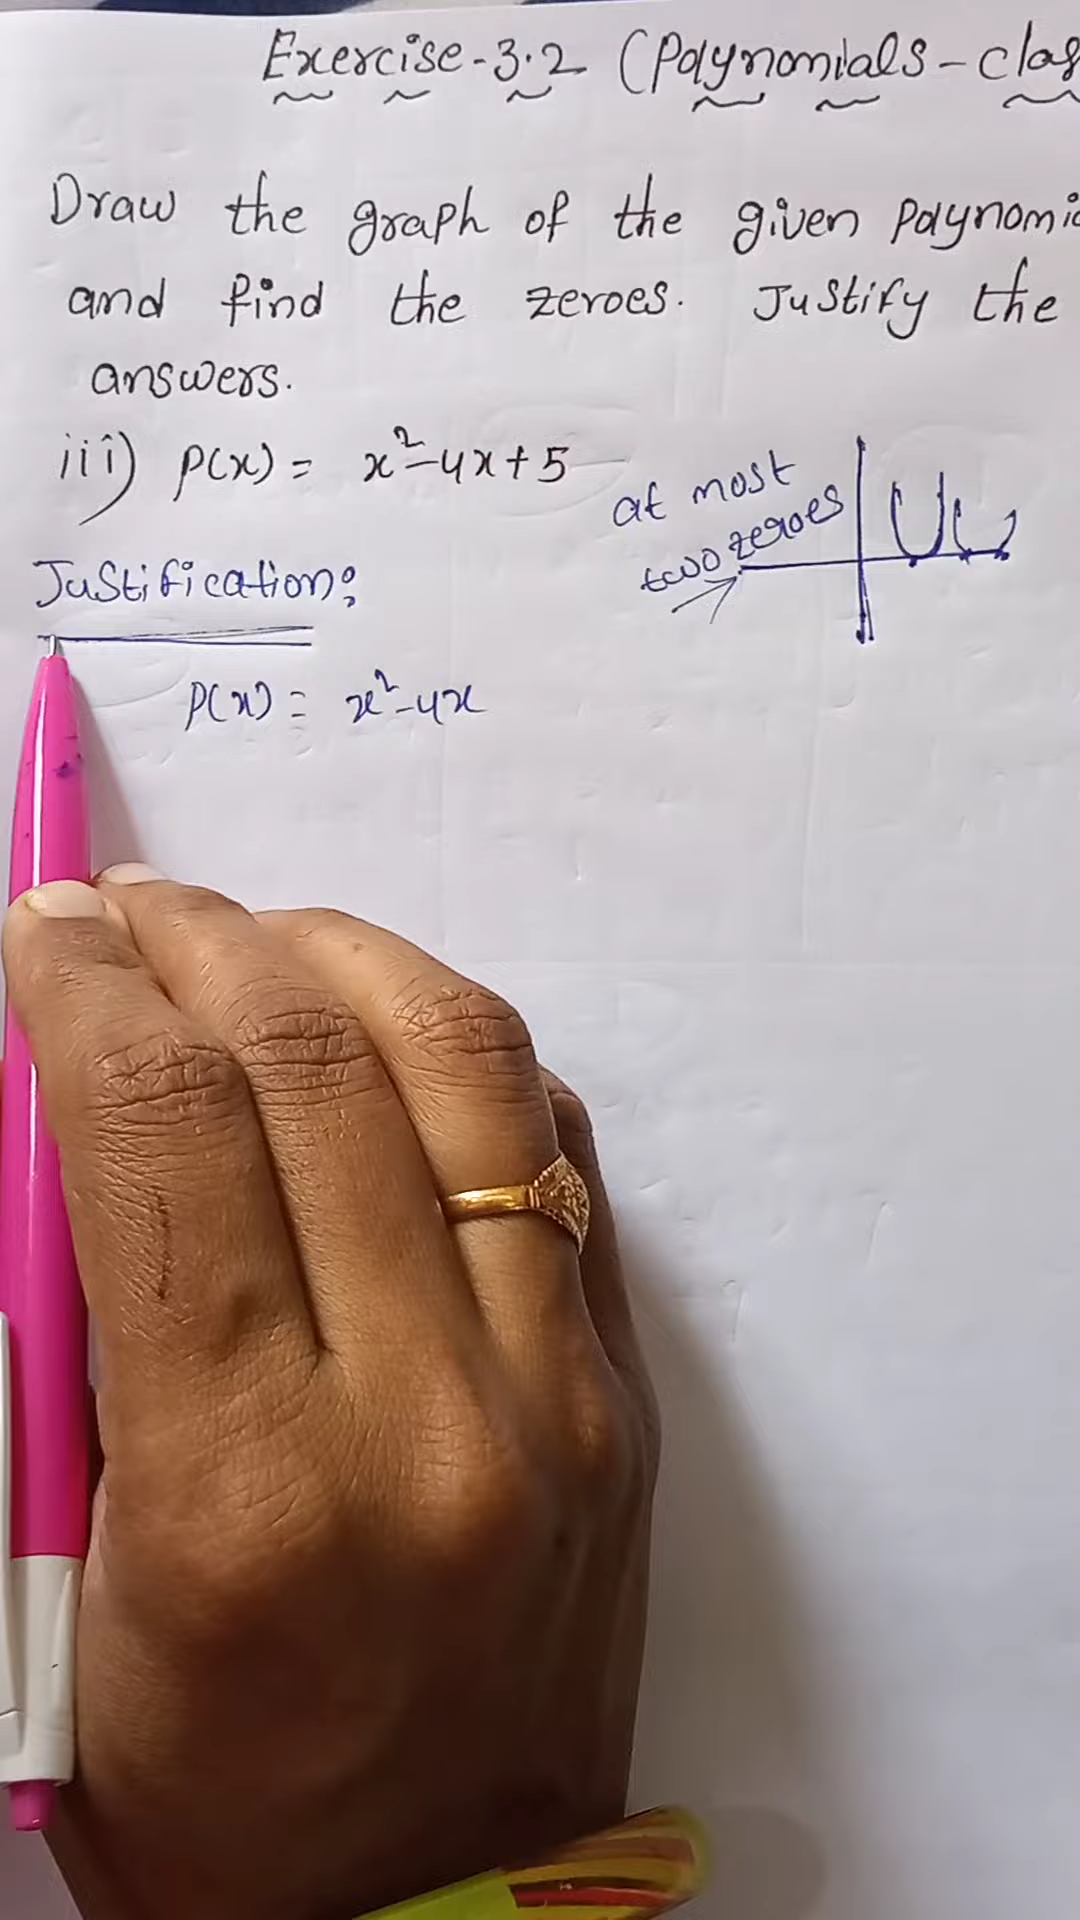 Exercise-3.2 (Polynomials-clas
Draw the graph of the given polynomia
and find the zeroes. Justify the
answers.
iii) P(x) = x²-4x+5
at most
two zeroes
Justification:
P(x) = x²-4x